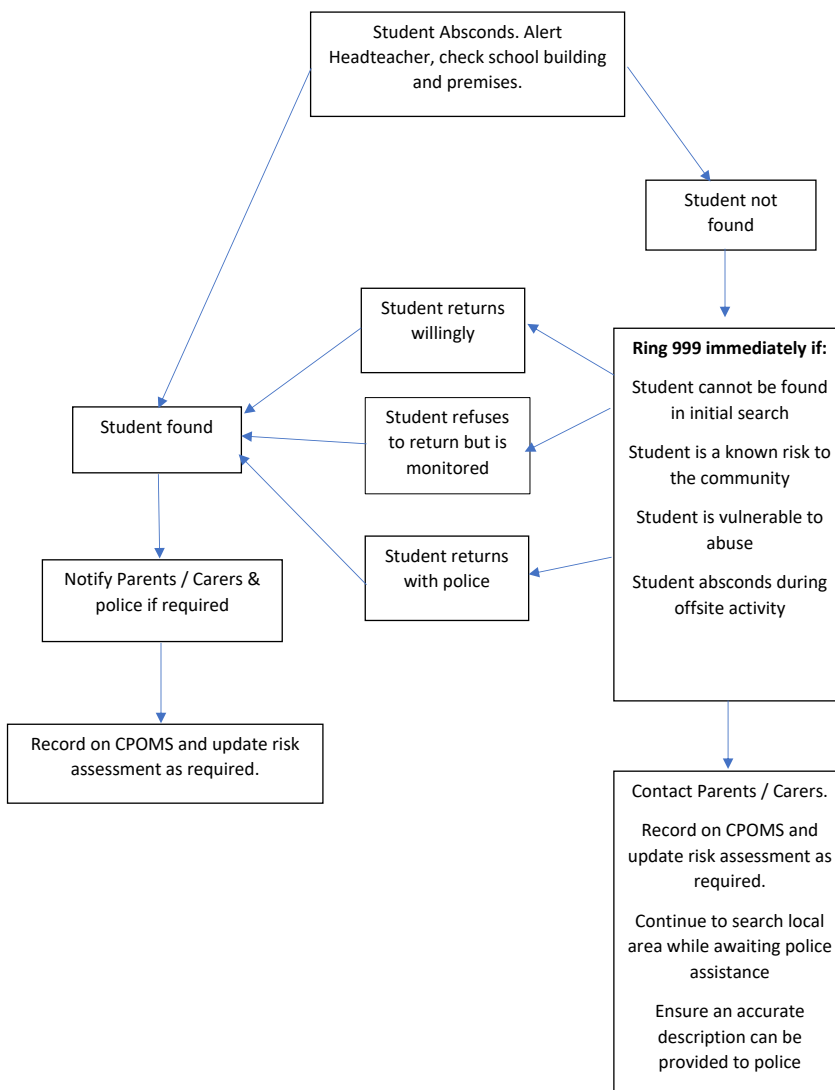 Student Absconds. Alert
Headteacher, check school building
and premises.
Student not
found
Student returns
willingly
Ring 999 immediately if:
Student cannot be found
in initial search
Student is a known risk to
the community
Student is vulnerable to
abuse
Student absconds during
offsite activity
Student found
Student refuses
to return but is
monitored
Student returns
with police
Notify Parents / Carers &
police if required
Record on CPOMS and update risk
assessment as required.
Contact Parents / Carers.
Record on CPOMS and
update risk assessment as
required.
Continue to search local
area while awaiting police
assistance
Ensure an accurate
description can be
provided to police